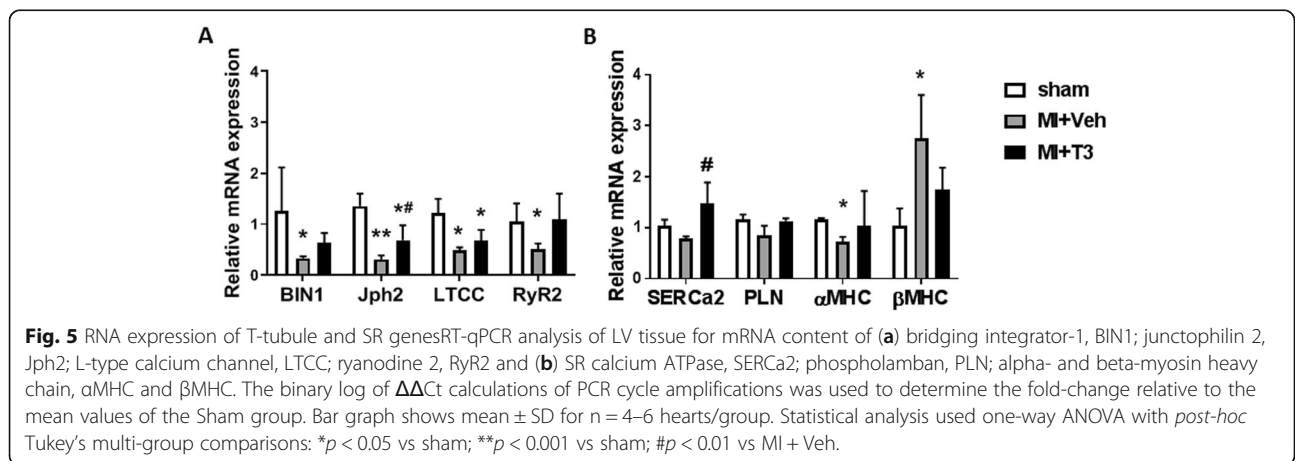 A
B
Relative mRNA expression
4
3
2
1
0
*
**
*#
*
*
*
BIN1
Jph2
LTCC
RyR2
Relative mRNA expression
4
3
2
1
0
#
*
*
SERCa2
PLN
αMHC
βMHC
sham
MI+Veh
MI+T3
Fig. 5 RNA expression of T-tubule and SR genesRT-qPCR analysis of LV tissue for mRNA content of (a) bridging integrator-1, BIN1; junctophilin 2,
Jph2; L-type calcium channel, LTCC; ryanodine 2, RyR2 and (b) SR calcium ATPase, SERCa2; phospholamban, PLN; alpha- and beta-myosin heavy
chain, αMHC and βMHC. The binary log of ΔΔCt calculations of PCR cycle amplifications was used to determine the fold-change relative to the
mean values of the Sham group. Bar graph shows mean ± SD for n = 4–6 hearts/group. Statistical analysis used one-way ANOVA with post-hoc
Tukey's multi-group comparisons: *p < 0.05 vs sham; **p < 0.001 vs sham; #p < 0.01 vs MI + Veh.